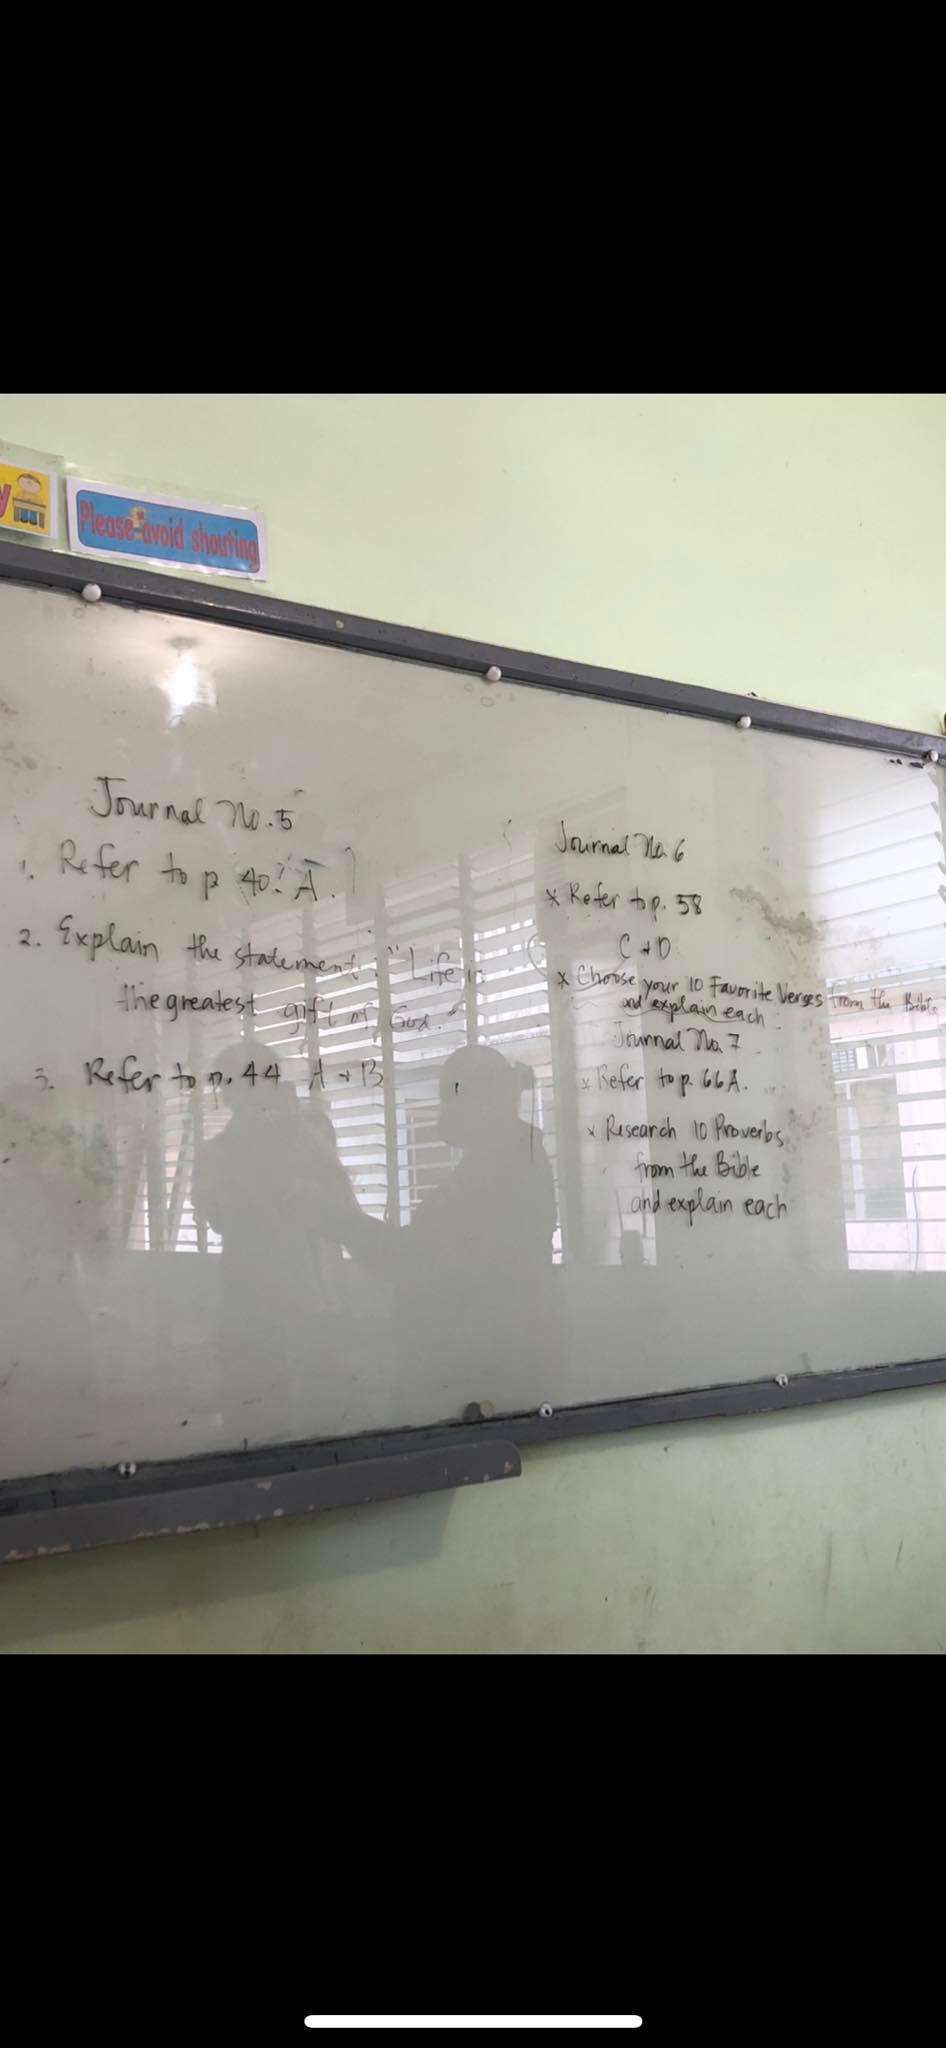 y
Please avoid shouting
Journal No. 5
1. Refer to p 40. A.
2. Explain the statement: "Life is
the greatest gift of God."
3. Refer to p. 44 A + B
Journal No. 6
* Refer to p. 58
C + D
* Choose your 10 Favorite Verses from the Bible
and explain each
Journal No. 7
* Refer to p. 66A.
* Research 10 Proverbs
from the Bible
and explain each